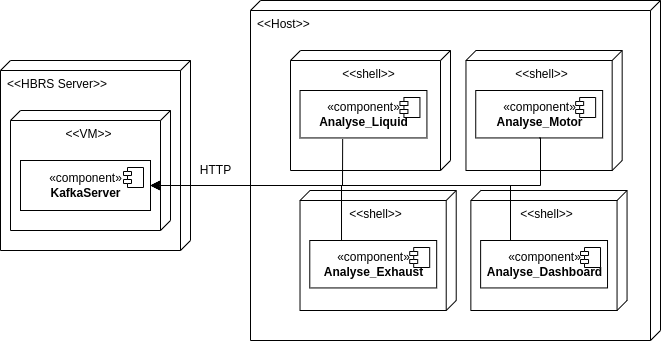 <<Host>>
<<HBRS Server>>
<<VM>>
«component»
KafkaServer
HTTP
<<shell>>
«component»
Analyse_Liquid
<<shell>>
«component»
Analyse_Motor
<<shell>>
«component»
Analyse_Exhaust
<<shell>>
«component»
Analyse_Dashboard